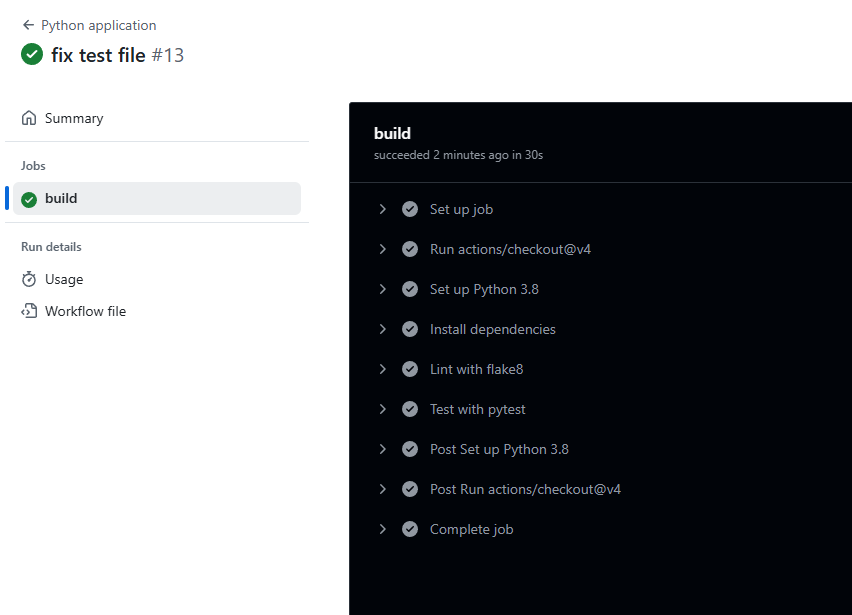 Python application
fix test file #13
Summary
Jobs
build
Run details
Usage
Workflow file
build
succeeded 2 minutes ago in 30s
Set up job
Run actions/checkout@v4
Set up Python 3.8
Install dependencies
Lint with flake8
Test with pytest
Post Set up Python 3.8
Post Run actions/checkout@v4
Complete job